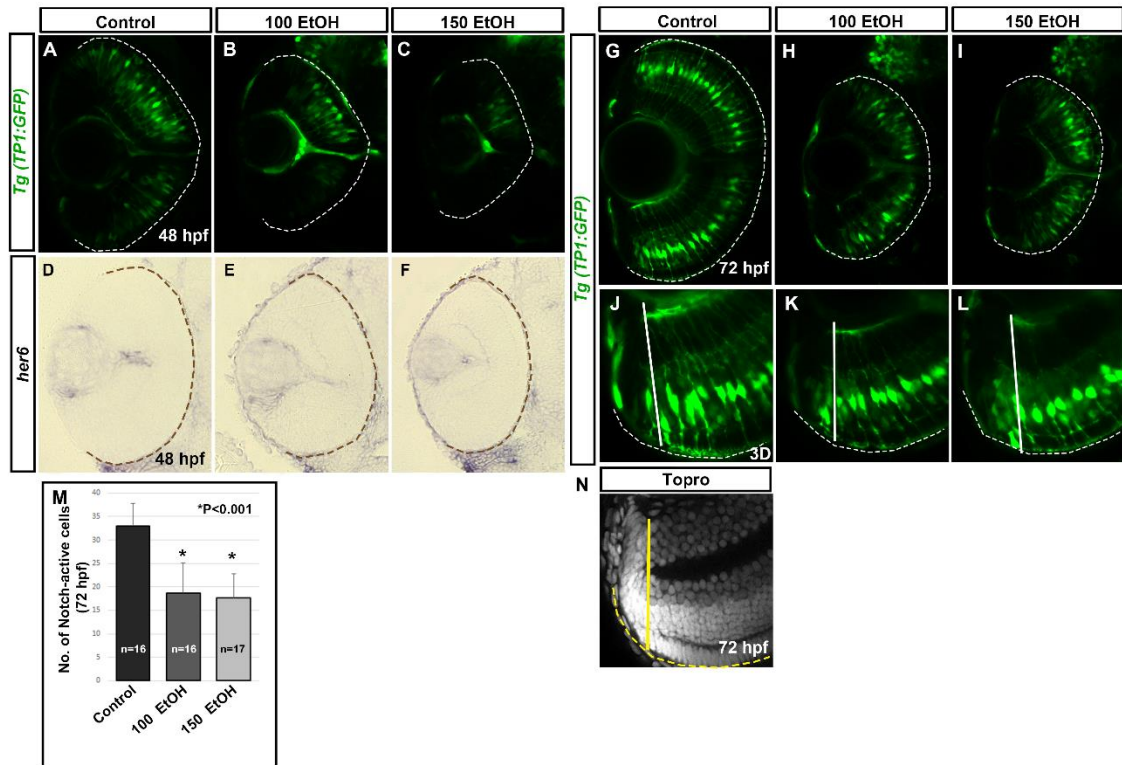 Control
100 EtOH
150 EtOH
Tg (TP1:GFP)
A
B
C
48 hpf
her6
D
E
F
48 hpf
Control
100 EtOH
150 EtOH
Tg (TP1:GFP)
G
H
I
72 hpf
J
K
L
3D
M
*P<0.001
No. of Notch-active cells
(72 hpf)
40
35
30
25
20
15
10
5
0
*
*
n=16
n=16
n=17
Control
100 EtOH
150 EtOH
N
Topro
72 hpf